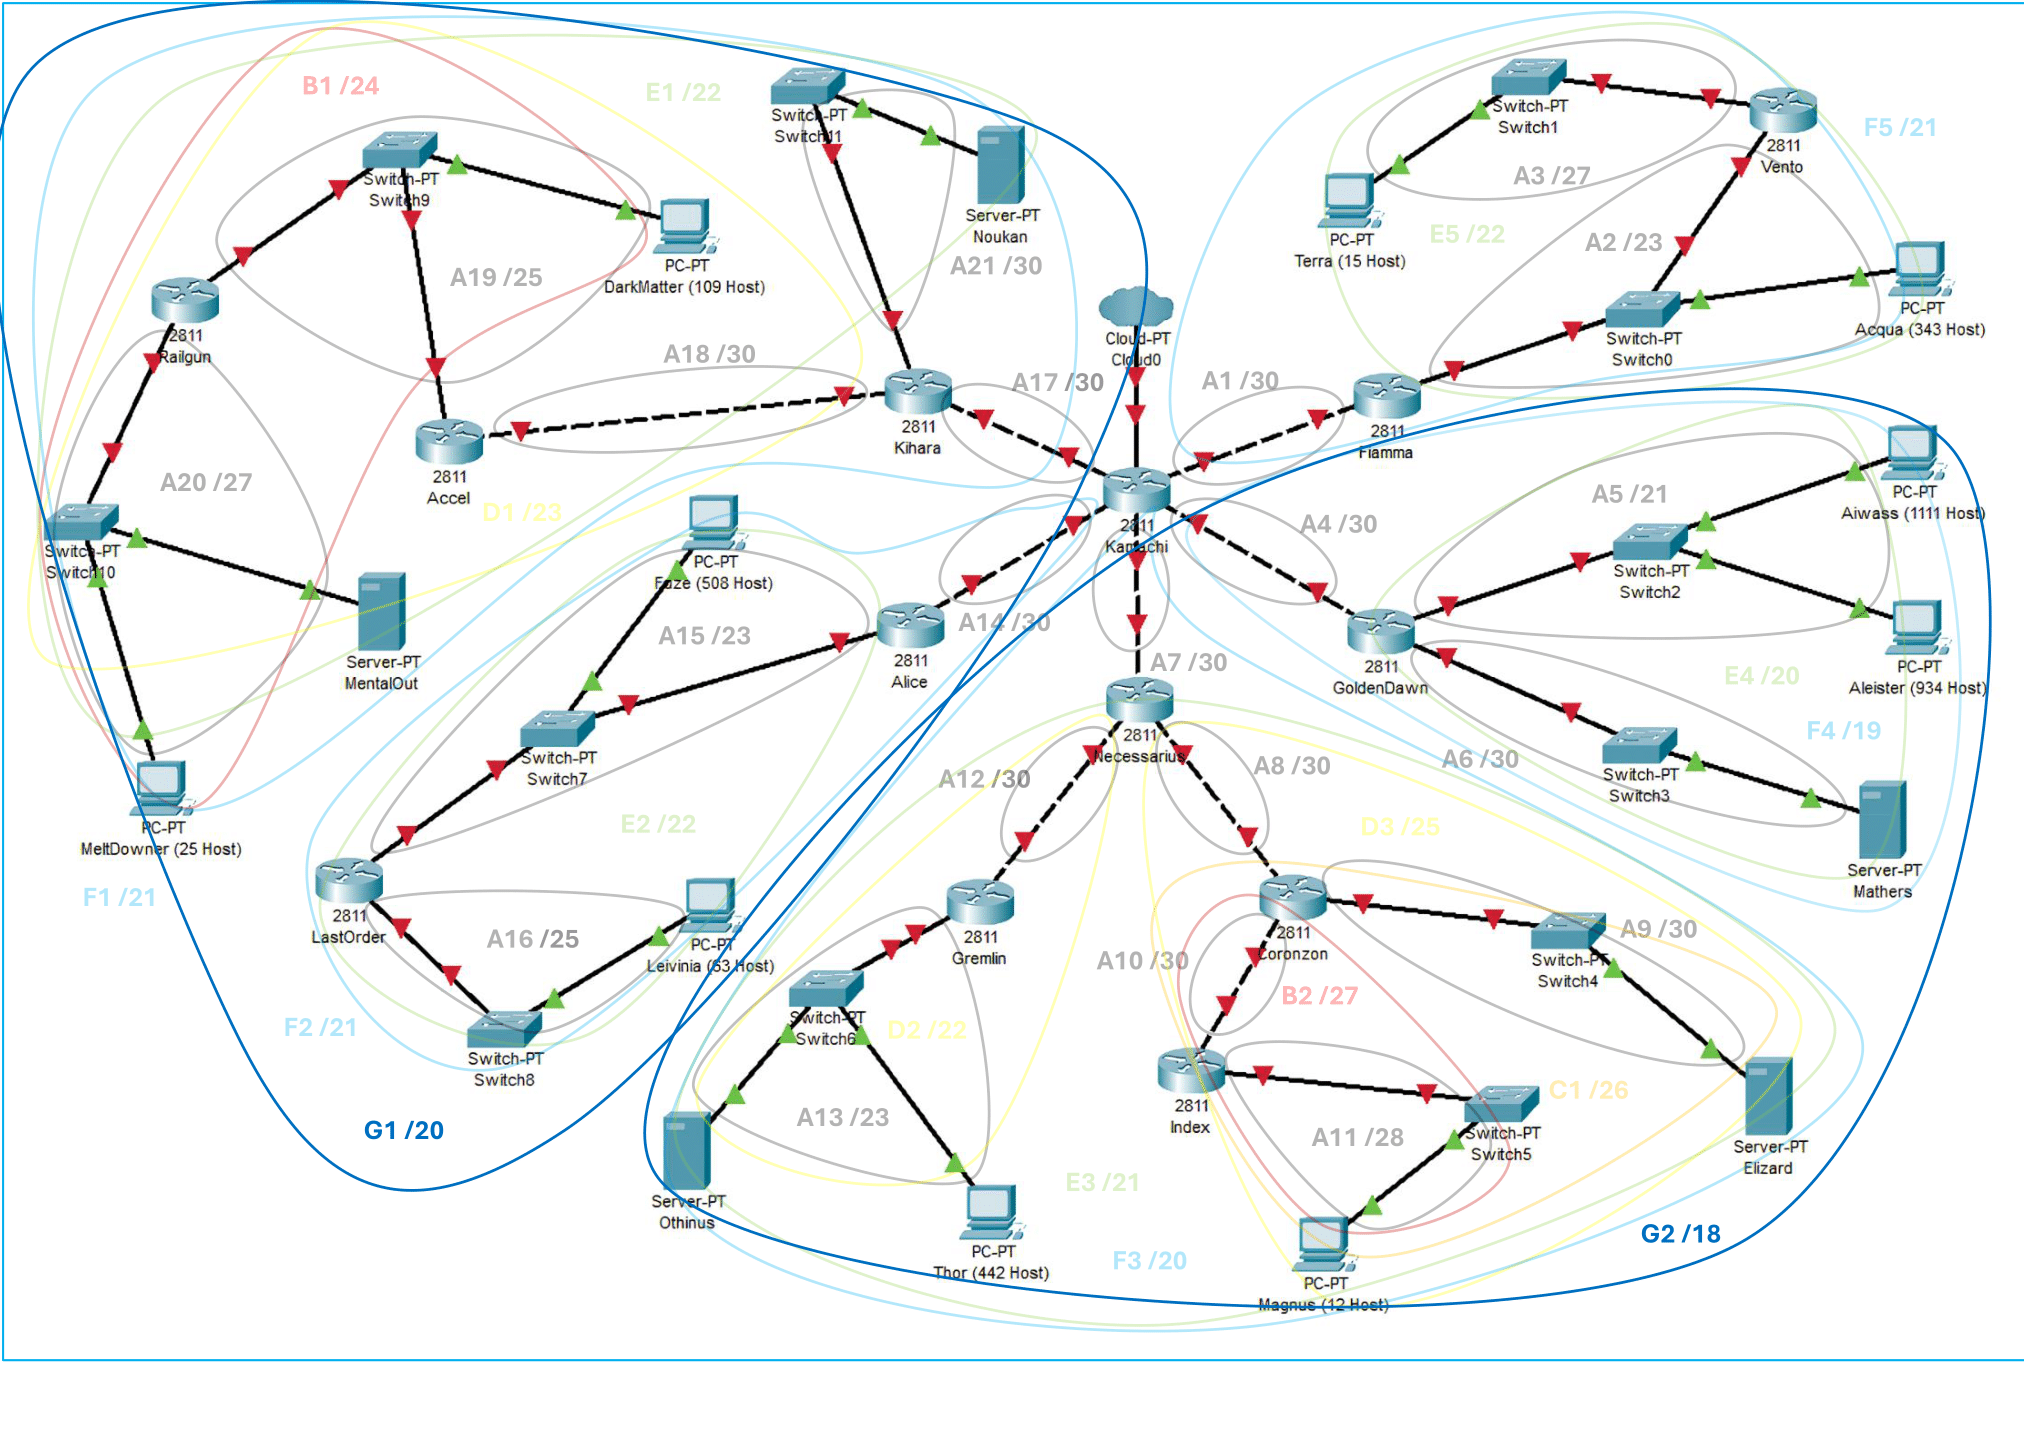 B1 /24
E1 /22
Switch-PT
Switch11
Switch-PT
Switch1
2811
Vento
F5 /21
Switch-PT
Switch9
A3 /27
Server-PT
Noukan
PC-PT
Terra (15 Host)
E5 /22
A2 /23
A19 /25
PC-PT
DarkMatter (109 Host)
A21 /30
PC-PT
Acqua (343 Host)
2811
Railgun
A18 /30
Cloud-PT
Cloud0
Switch-PT
Switch0
A17 /30
A1 /30
2811
Kihara
2811
Fiamma
2811
Accel
A20 /27
D1 /23
A5 /21
PC-PT
Aiwass (1111 Host)
2811
Kamachi
A4 /30
Switch-PT
Switch10
PC-PT
Fuze (508 Host)
Switch-PT
Switch2
A14 /30
A15 /23
2811
Alice
A7 /30
2811
GoldenDawn
E4 /20
PC-PT
Aleister (934 Host)
Server-PT
MentalOut
2811
Necessarius
F4 /19
Switch-PT
Switch7
A12 /30
A8 /30
A6 /30
Switch-PT
Switch3
PC-PT
MeltDowner (25 Host)
E2 /22
D3 /25
Server-PT
Mathers
F1 /21
2811
LastOrder
A16 /25
PC-PT
Leivinia (63 Host)
2811
Gremlin
2811
Coronzon
A9 /30
A10 /30
Switch-PT
Switch4
B2 /27
F2 /21
Switch-PT
Switch6
D2 /22
Switch-PT
Switch8
C1 /26
G1 /20
A13 /23
2811
Index
A11 /28
Switch-PT
Switch5
Server-PT
Elizard
E3 /21
Server-PT
Othinus
G2 /18
PC-PT
Thor (442 Host)
F3 /20
PC-PT
Magnus (12 Host)